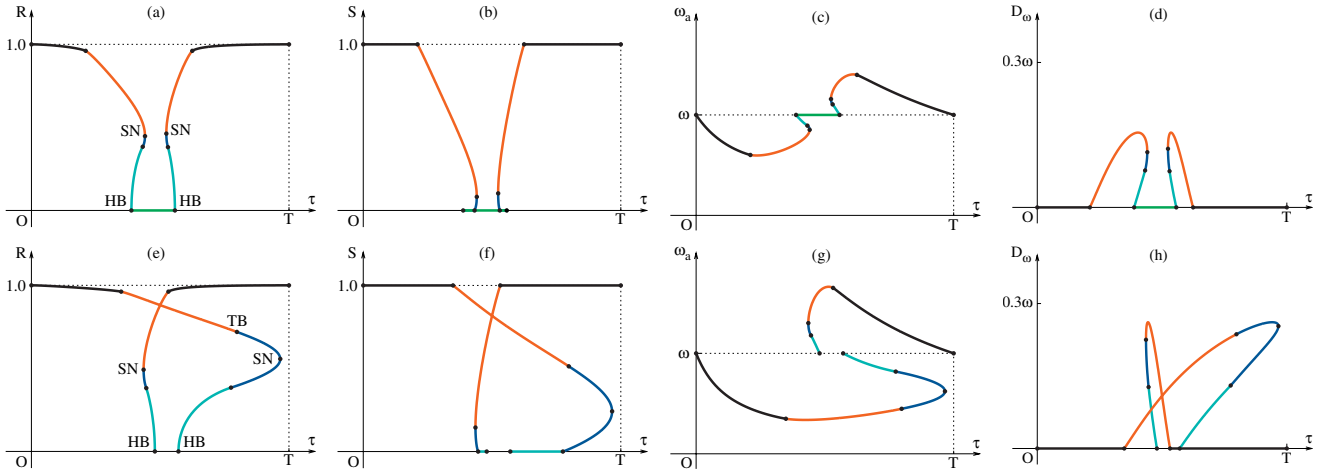 R (a)
1.0
SN SN
HB HB
τ
O T
S (b)
1.0
τ
O T
ωa (c)
ω
τ
O T
Dω (d)
0.3ω
τ
O T
R (e)
1.0
TB
SN SN
HB HB
τ
O T
S (f)
1.0
τ
O T
ωa (g)
ω
τ
O T
Dω (h)
0.3ω
τ
O T